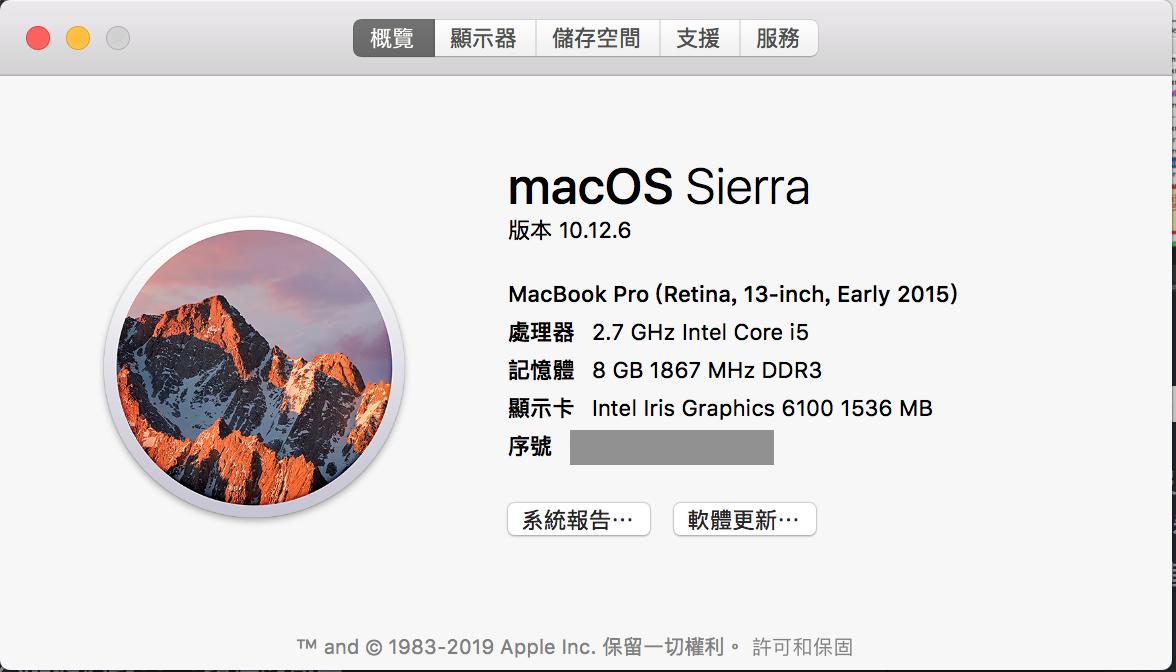 概覽 顯示器 儲存空間 支援 服務
macOS Sierra
版本 10.12.6
MacBook Pro (Retina, 13-inch, Early 2015)
處理器 2.7 GHz Intel Core i5
記憶體 8 GB 1867 MHz DDR3
顯示卡 Intel Iris Graphics 6100 1536 MB
序號
系統報告⋯ 軟體更新⋯
™ and © 1983-2019 Apple Inc. 保留一切權利。 許可和保固